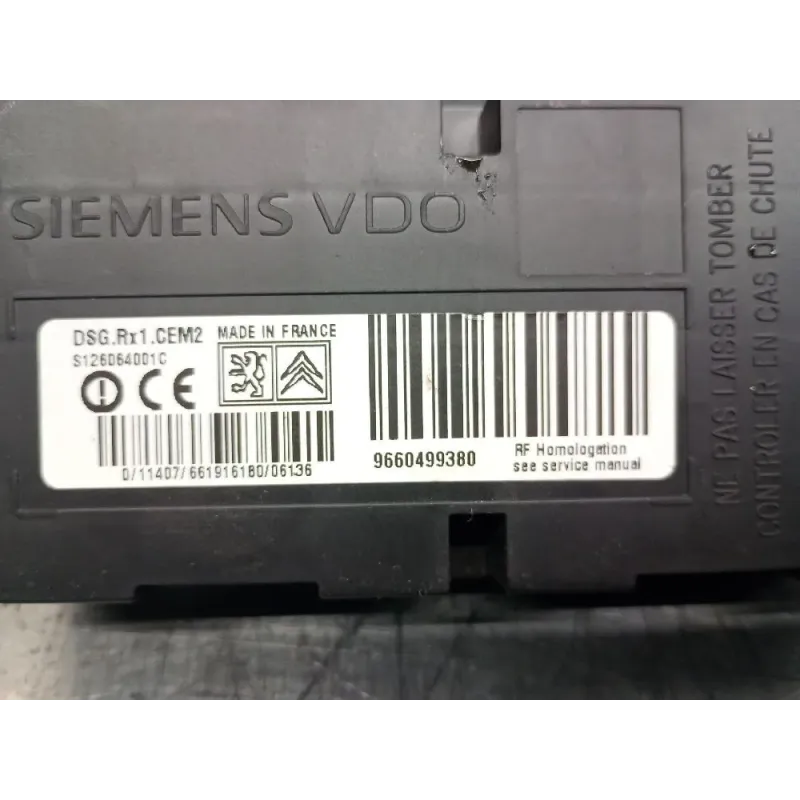 SIEMENS VDO
DSG.Rx1.CEM2 MADE IN FRANCE
S126064001C
CE
0/11407/661916180/06136
9660499380
RF Homologation
see service manual
NE PAS LAISSER TOMBER
CONTROLER EN CAS DE CHUTE